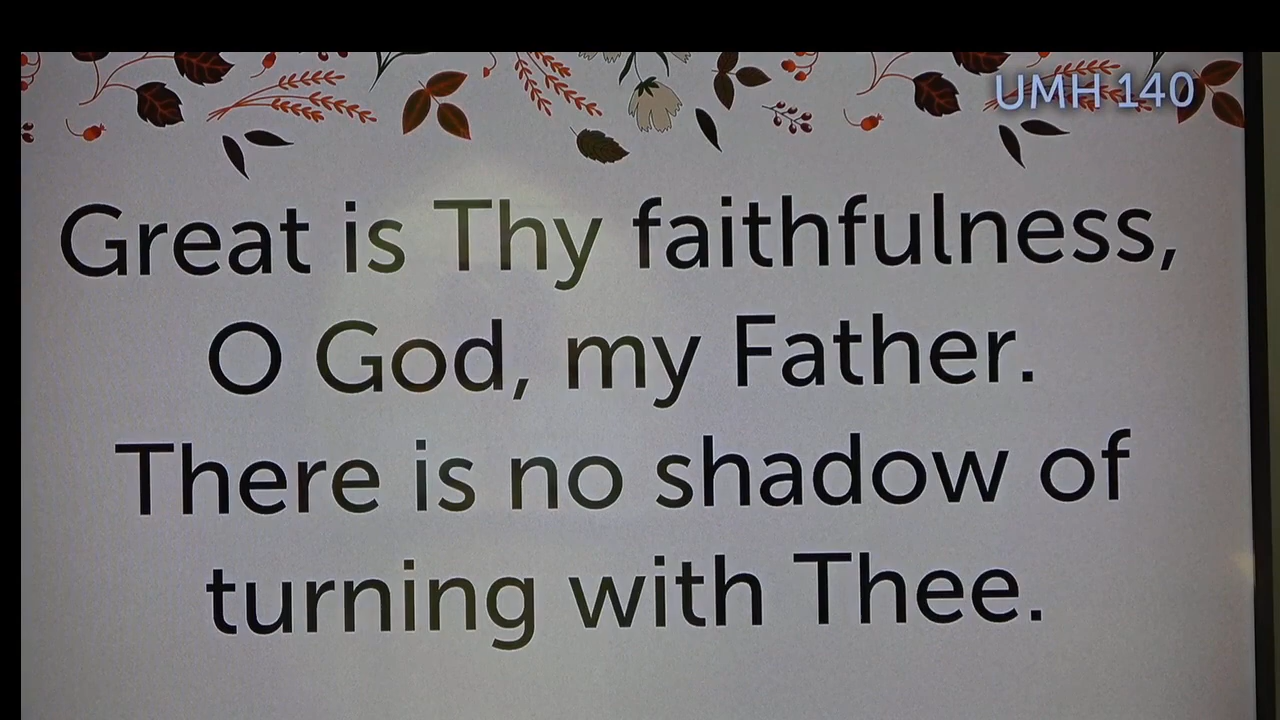 UMH 140
Great is Thy faithfulness,
O God, my Father.
There is no shadow of
turning with Thee.